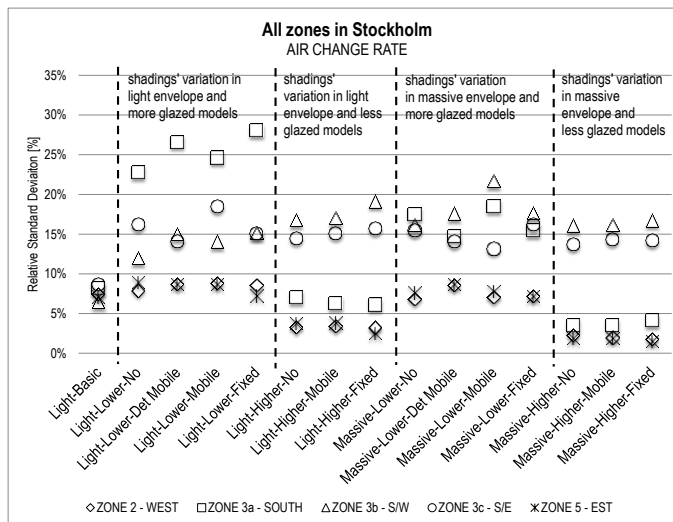 All zones in Stockholm
AIR CHANGE RATE
Relative Standard Deviaiton [%]
35%
30%
25%
20%
15%
10%
5%
0%
shadings' variation in
light envelope and
more glazed models
shadings'
variation in light
envelope and less
glazed models
shadings' variation
in massive envelope and
more glazed models
shadings' variation
in massive
envelope and
less glazed models
Light-Basic
Light-Lower-No
Light-Lower-Det Mobile
Light-Lower-Mobile
Light-Lower-Fixed
Light-Higher-No
Light-Higher-Mobile
Light-Higher-Fixed
Massive-Lower-No
Massive-Lower-Det Mobile
Massive-Lower-Mobile
Massive-Lower-Fixed
Massive-Higher-No
Massive-Higher-Mobile
Massive-Higher-Fixed
ZONE 2 - WEST ZONE 3a - SOUTH ZONE 3b - S/W ZONE 3c - S/E ZONE 5 - EST